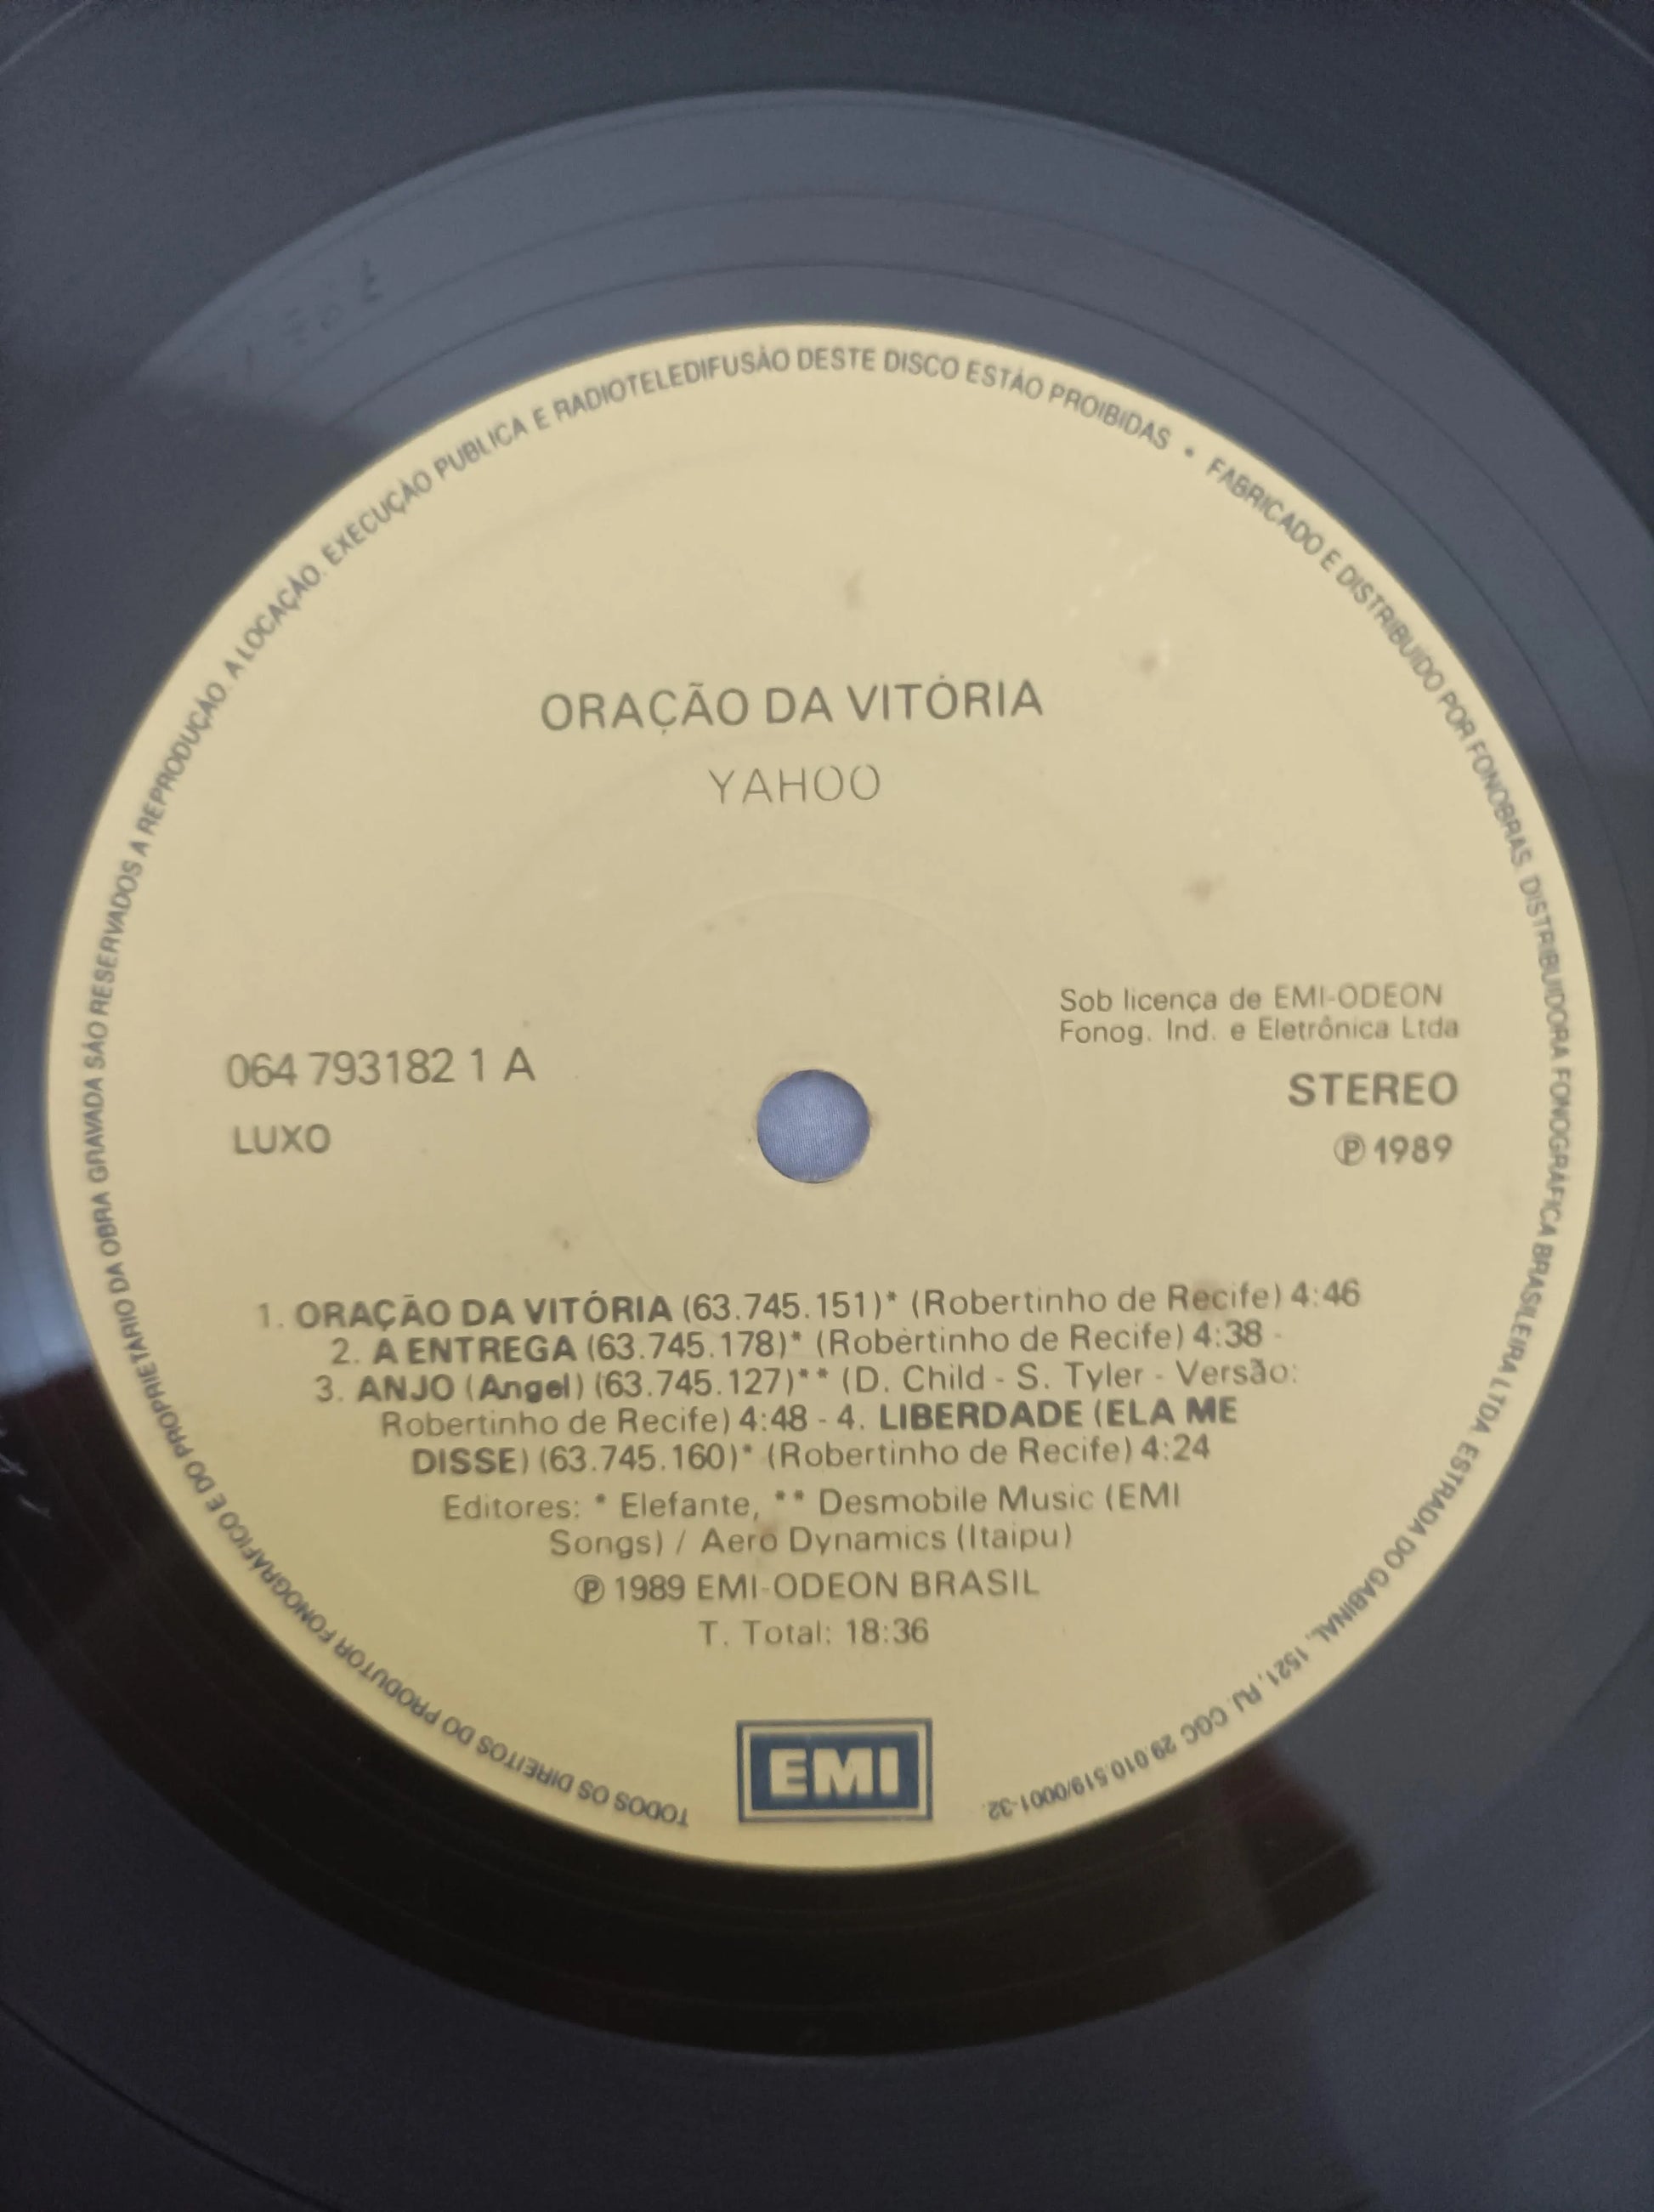 ORAÇÃO DA VITÓRIA
YAHOO
Sob licença de EMI-ODEON
Fonog. Ind. e Eletrônica Ltda
064 793182 1 A
LUXO
STEREO
℗ 1989
1. ORAÇÃO DA VITÓRIA (63.745.151)* (Robertinho de Recife) 4:46
2. A ENTREGA (63.745.178)* (Robertinho de Recife) 4:38 -
3. ANJO (Angel) (63.745.127)** (D. Child - S. Tyler - Versão:
Robertinho de Recife) 4:48 - 4. LIBERDADE (ELA ME
DISSE) (63.745.160)* (Robertinho de Recife) 4:24
Editores: * Elefante, ** Desmobile Music (EMI
Songs) / Aero Dynamics (Itaipu)
℗ 1989 EMI-ODEON BRASIL
T. Total: 18:36
EMI
TODOS OS DIREITOS DO PRODUTOR FONOGRÁFICO E DO PROPRIETÁRIO DA OBRA GRAVADA SÃO RESERVADOS A REPRODUÇÃO. A LOCAÇÃO. EXECUÇÃO PUBLICA E RADIOTELEDIFUSÃO DESTE DISCO ESTÃO PROIBIDAS • FABRICADO E DISTRIBUIDO POR FONOBRAS. DISTRIBUIDORA FONOGRÁFICA BRASILEIRA LTDA. ESTRADA DO GABINAL, 1521, RJ. CGC 29.010.519/0001-32.